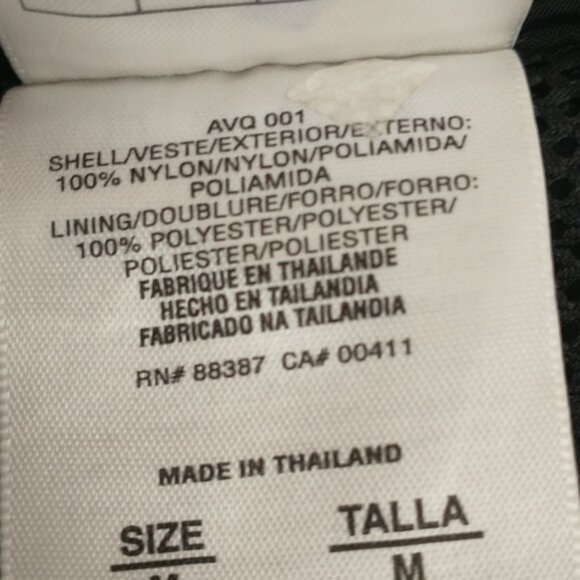 AVQ 001
SHELL/VESTE/EXTERIOR/EXTERNO:
100% NYLON/NYLON/POLIAMIDA/
POLIAMIDA
LINING/DOUBLURE/FORRO/FORRO:
100% POLYESTER/POLYESTER/
POLIESTER/POLIESTER
FABRIQUE EN THAILANDE
HECHO EN TAILANDIA
FABRICADO NA TAILANDIA
RN# 88387 CA# 00411
MADE IN THAILAND
SIZE TALLA
M M